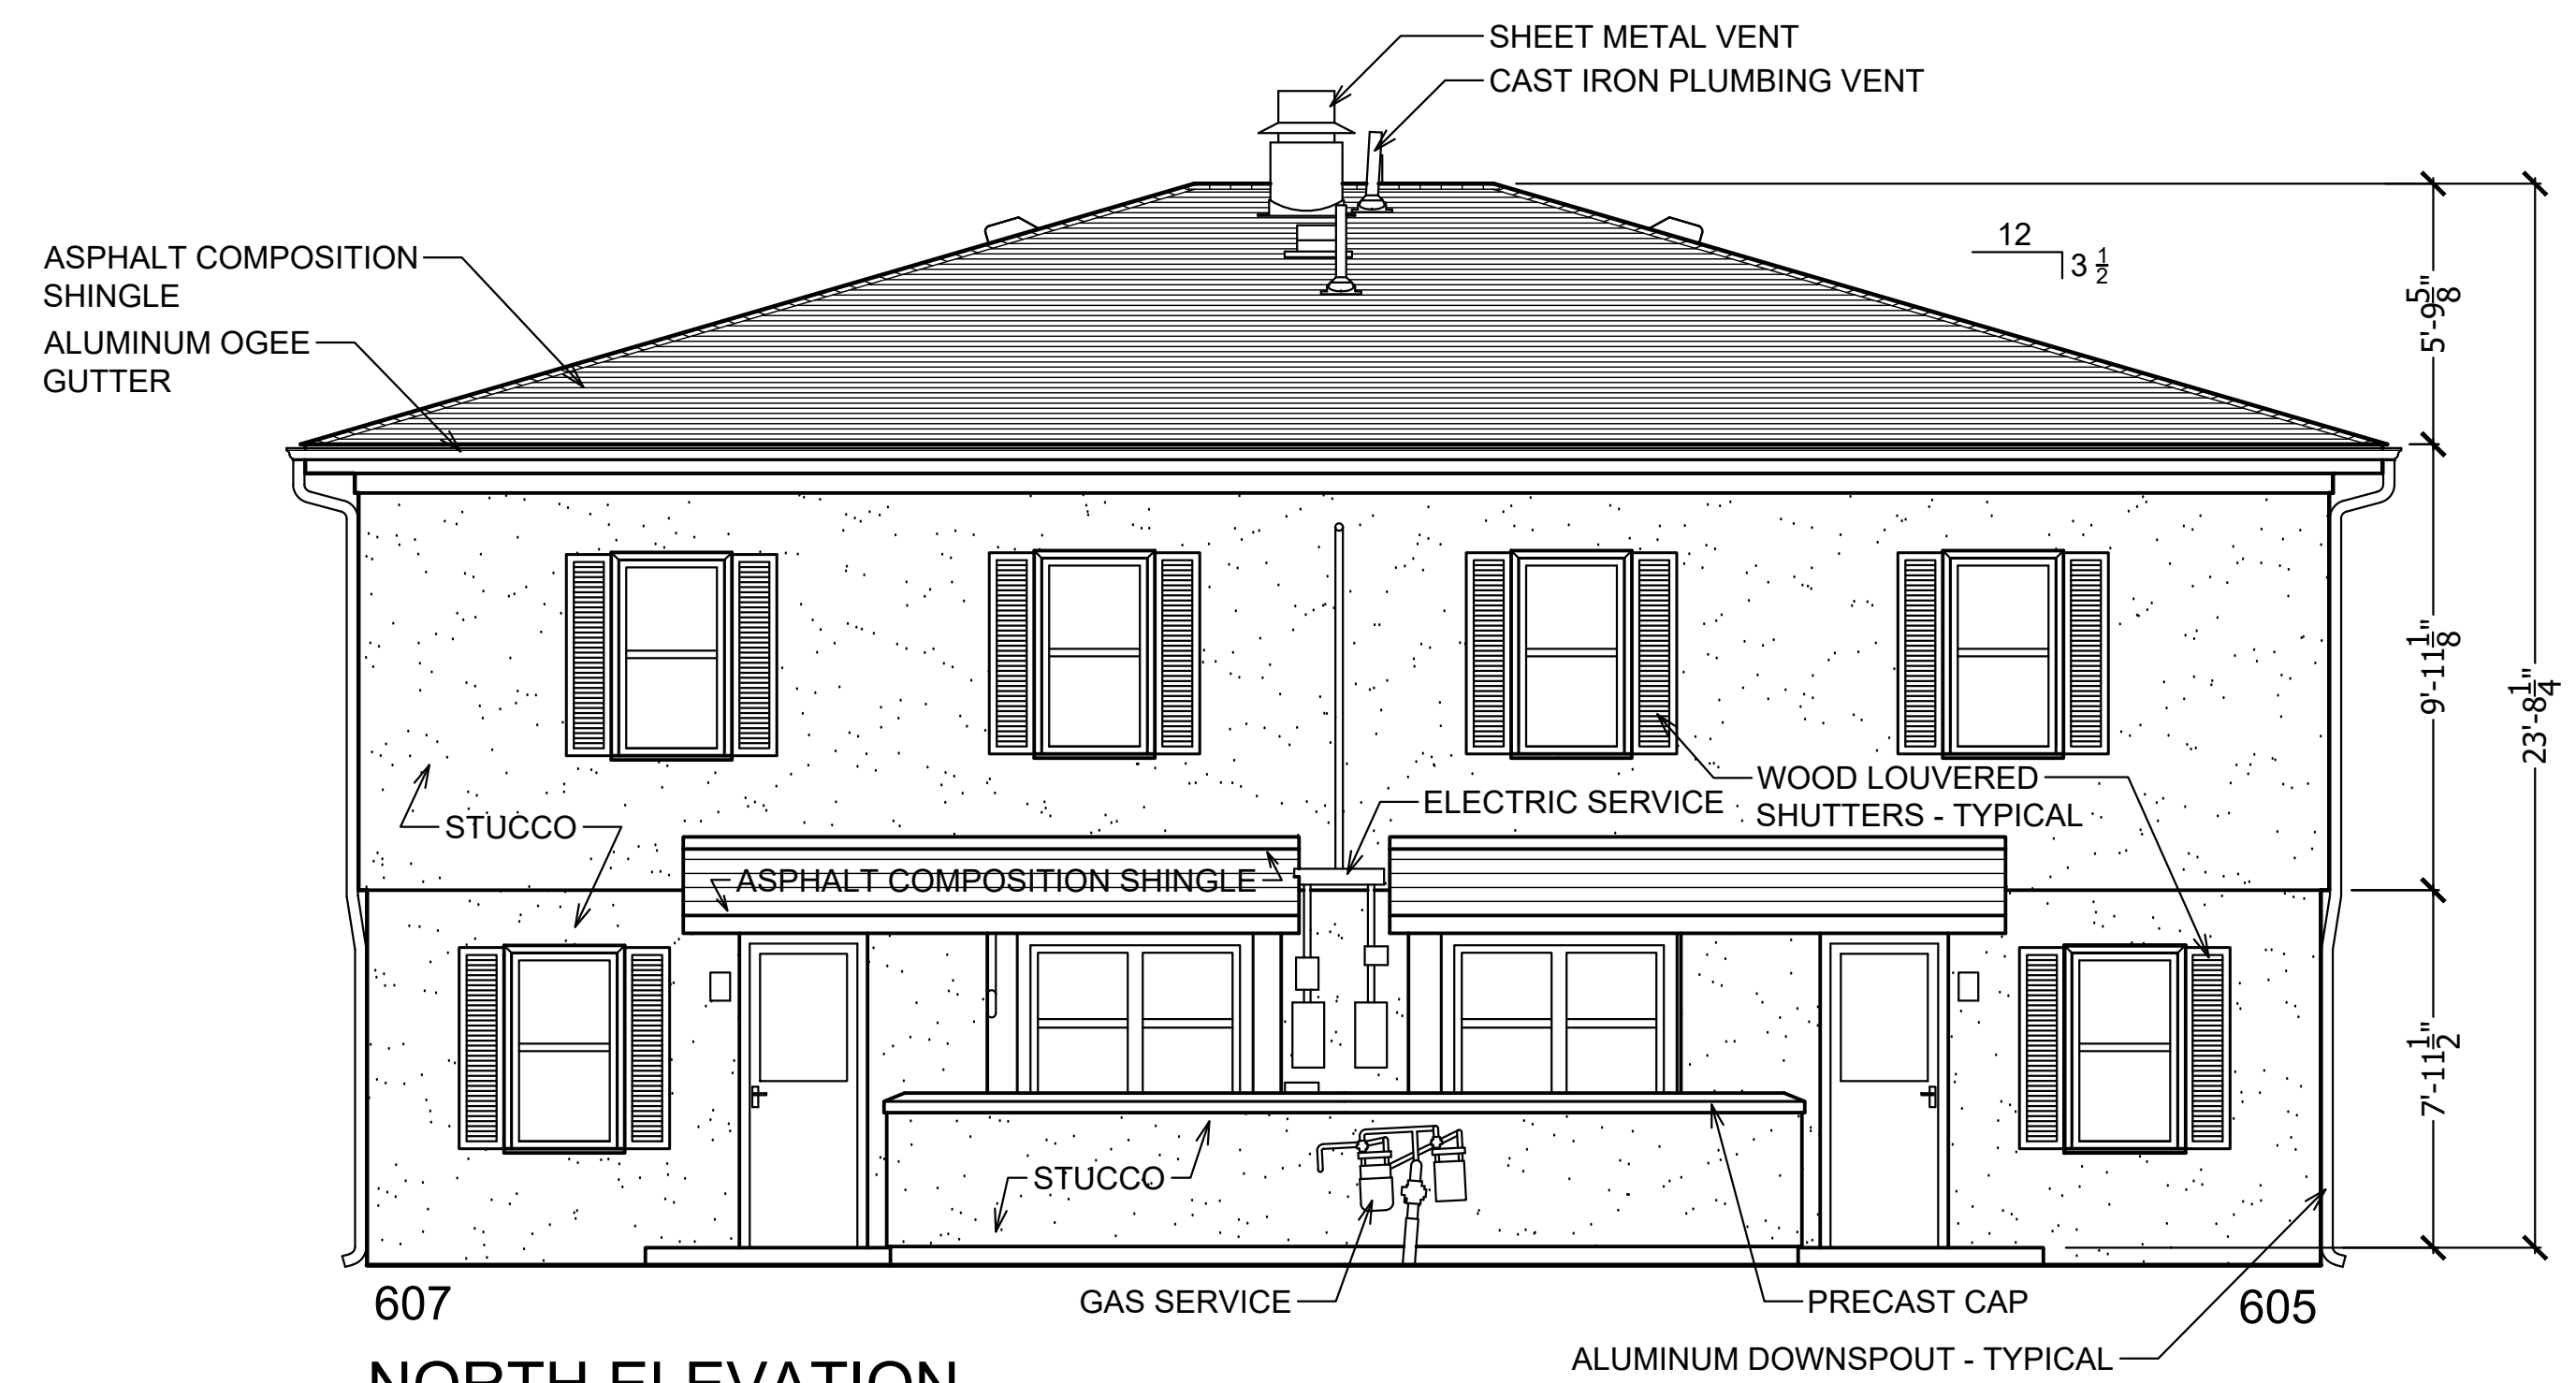 SHEET METAL VENT
CAST IRON PLUMBING VENT
ASPHALT COMPOSITION
SHINGLE
ALUMINUM OGEE
GUTTER
12
3 1/2
5'-9 5/8"
9'-11 1/8"
23'-8 1/4"
7'-11 1/2"
WOOD LOUVERED
SHUTTERS - TYPICAL
ELECTRIC SERVICE
STUCCO
ASPHALT COMPOSITION SHINGLE
STUCCO
GAS SERVICE
PRECAST CAP
607
605
ALUMINUM DOWNSPOUT - TYPICAL
NORTH ELEVATION